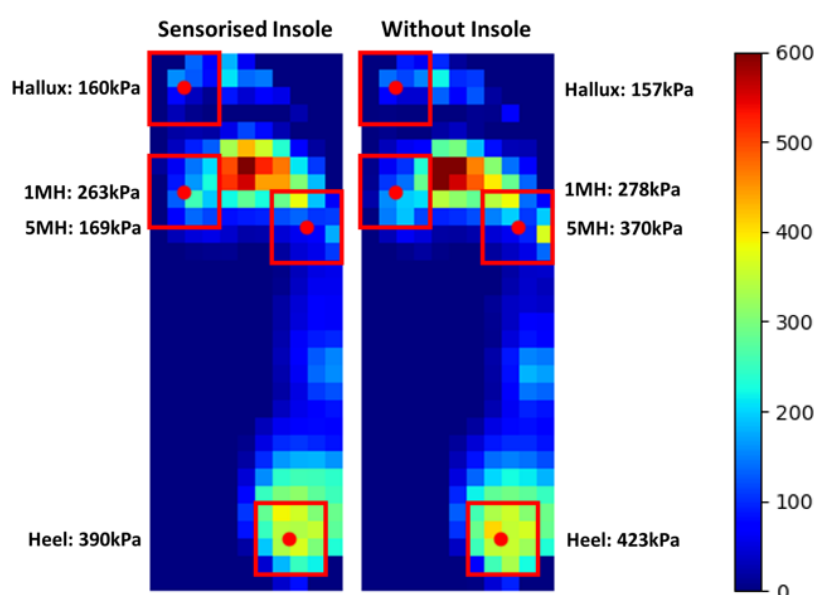 Sensorised Insole
Without Insole
Hallux: 160kPa
1MH: 263kPa
5MH: 169kPa
Heel: 390kPa
Hallux: 157kPa
1MH: 278kPa
5MH: 370kPa
Heel: 423kPa
600
500
400
300
200
100
0